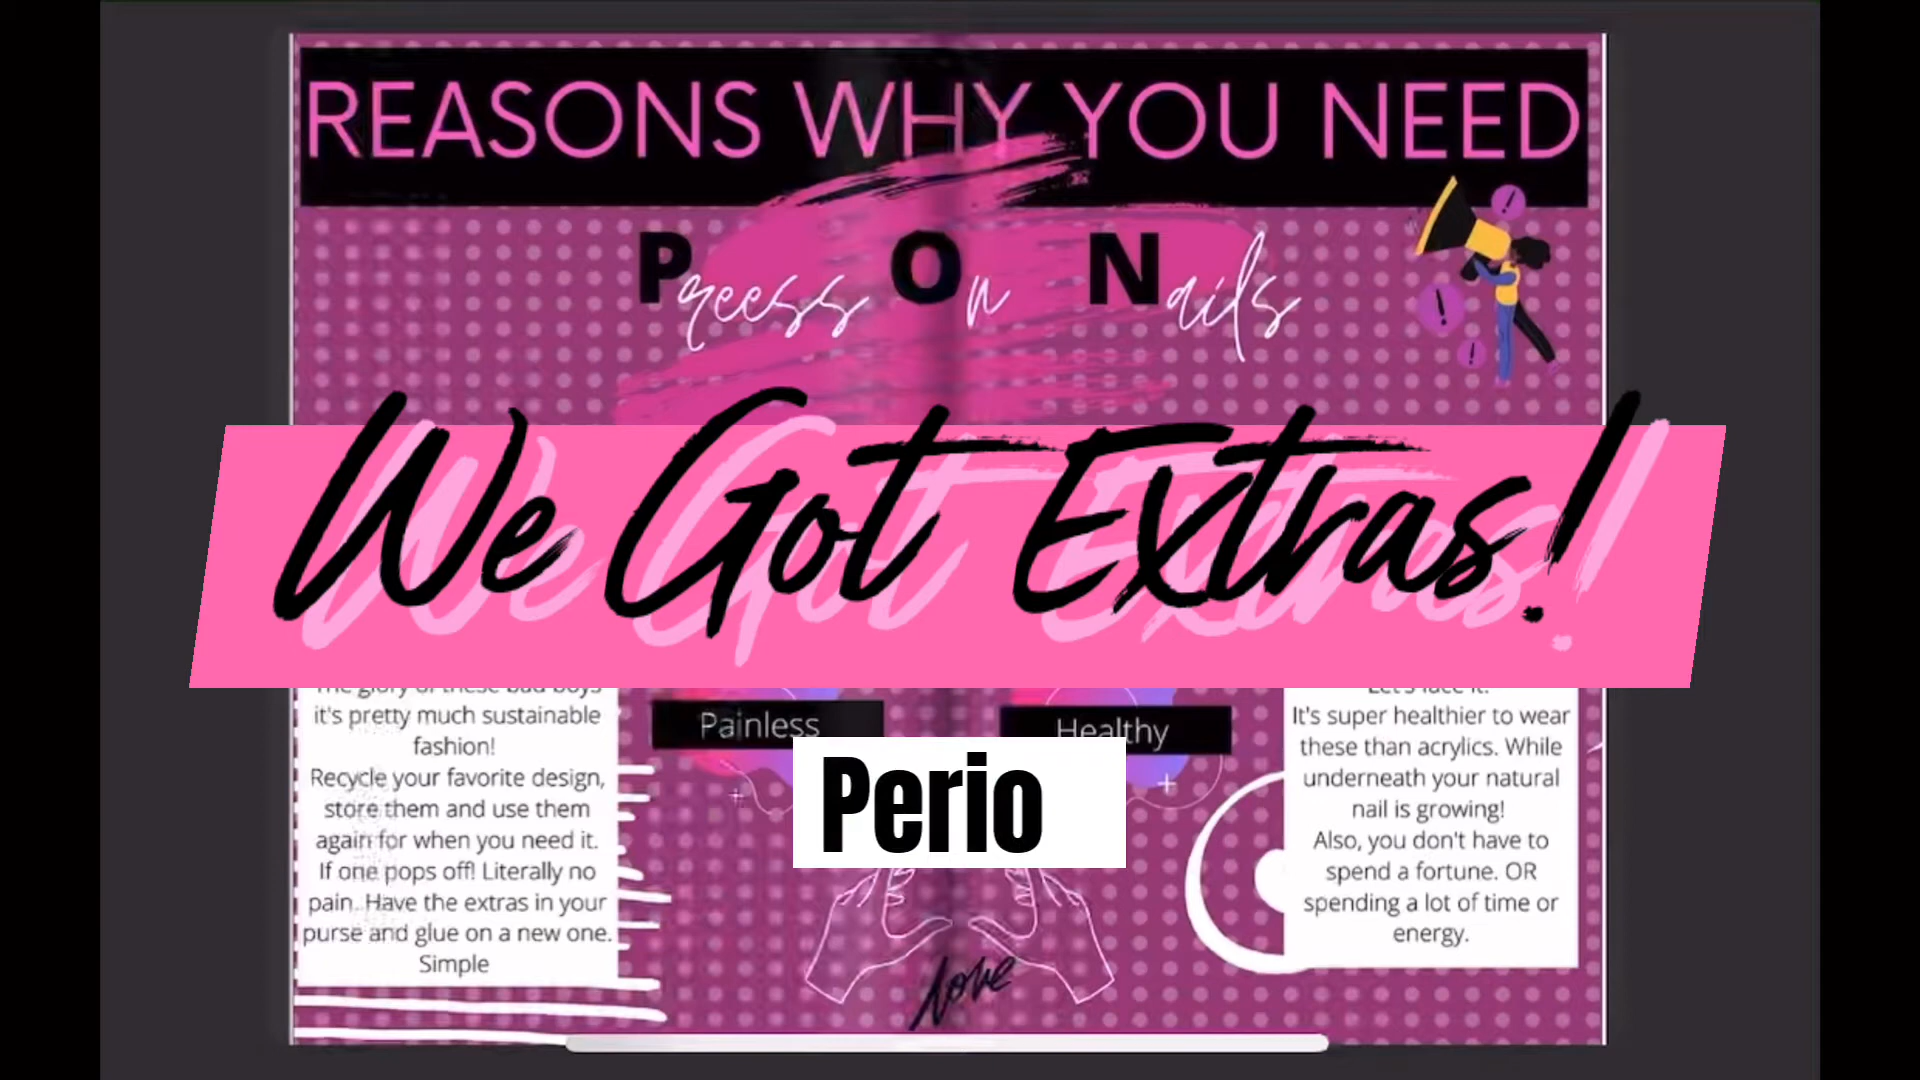 REASONS WHY YOU NEED
Preess On Nails
We Got Extras!
it's pretty much sustainable
fashion!
Recycle your favorite design,
store them and use them
again for when you need it.
If one pops off! Literally no
pain. Have the extras in your
purse and glue on a new one.
Simple
Painless
Healthy
Perio
love
It's super healthier to wear
these than acrylics. While
underneath your natural
nail is growing!
Also, you don't have to
spend a fortune. OR
spending a lot of time or
energy.